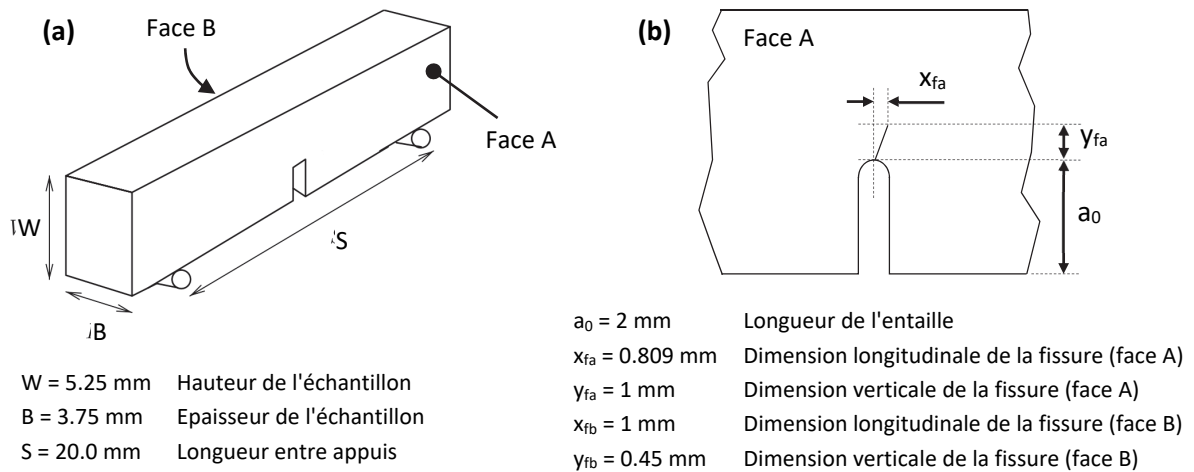 (a)
Face B
Face A
W
S
B
W = 5.25 mm Hauteur de l'échantillon
B = 3.75 mm Epaisseur de l'échantillon
S = 20.0 mm Longueur entre appuis
(b)
Face A
xfa
yfa
a0
a0 = 2 mm Longueur de l'entaille
xfa = 0.809 mm Dimension longitudinale de la fissure (face A)
yfa = 1 mm Dimension verticale de la fissure (face A)
xfb = 1 mm Dimension longitudinale de la fissure (face B)
yfb = 0.45 mm Dimension verticale de la fissure (face B)